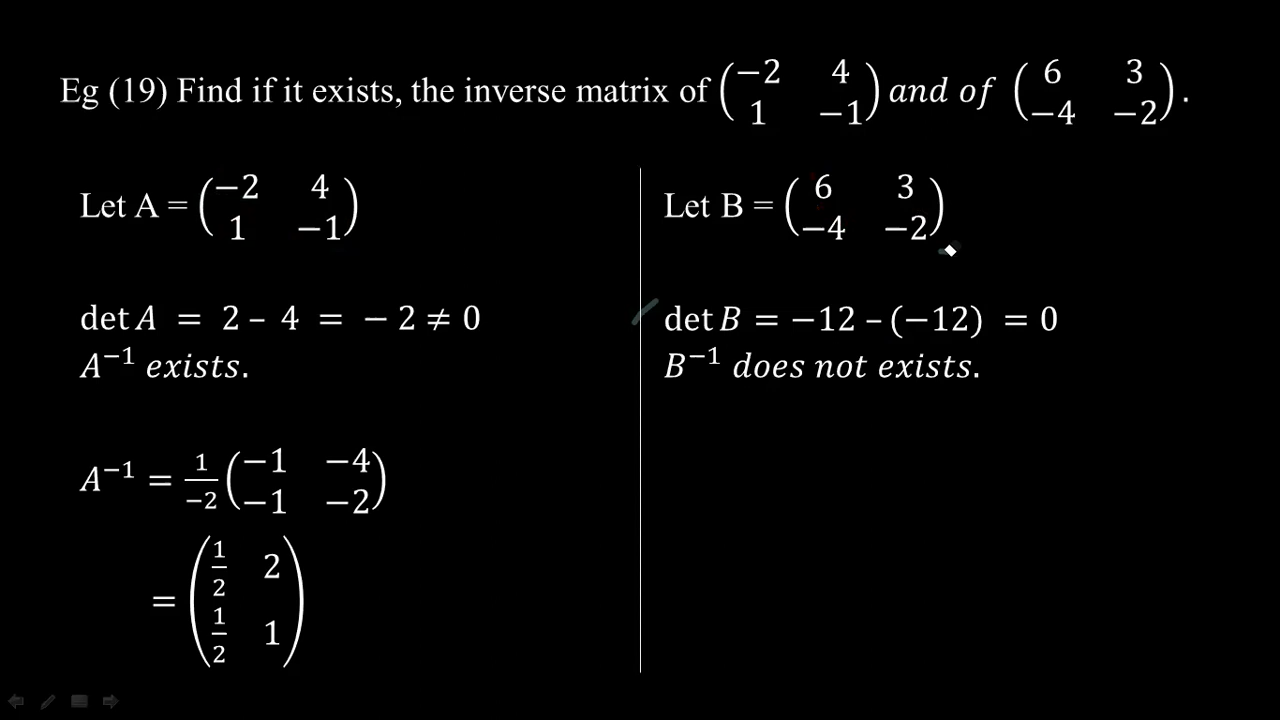 Eg (19) Find if it exists, the inverse matrix of (−2 4 / 1 −1) and of (6 3 / −4 −2).
Let A = (−2 4 / 1 −1)
det A = 2 – 4 = − 2 ≠ 0
A⁻¹ exists.
A⁻¹ = 1/−2 (−1 −4 / −1 −2)
= (1/2 2 / 1/2 1)
Let B = (6 3 / −4 −2)
det B = −12 – (−12) = 0
B⁻¹ does not exists.